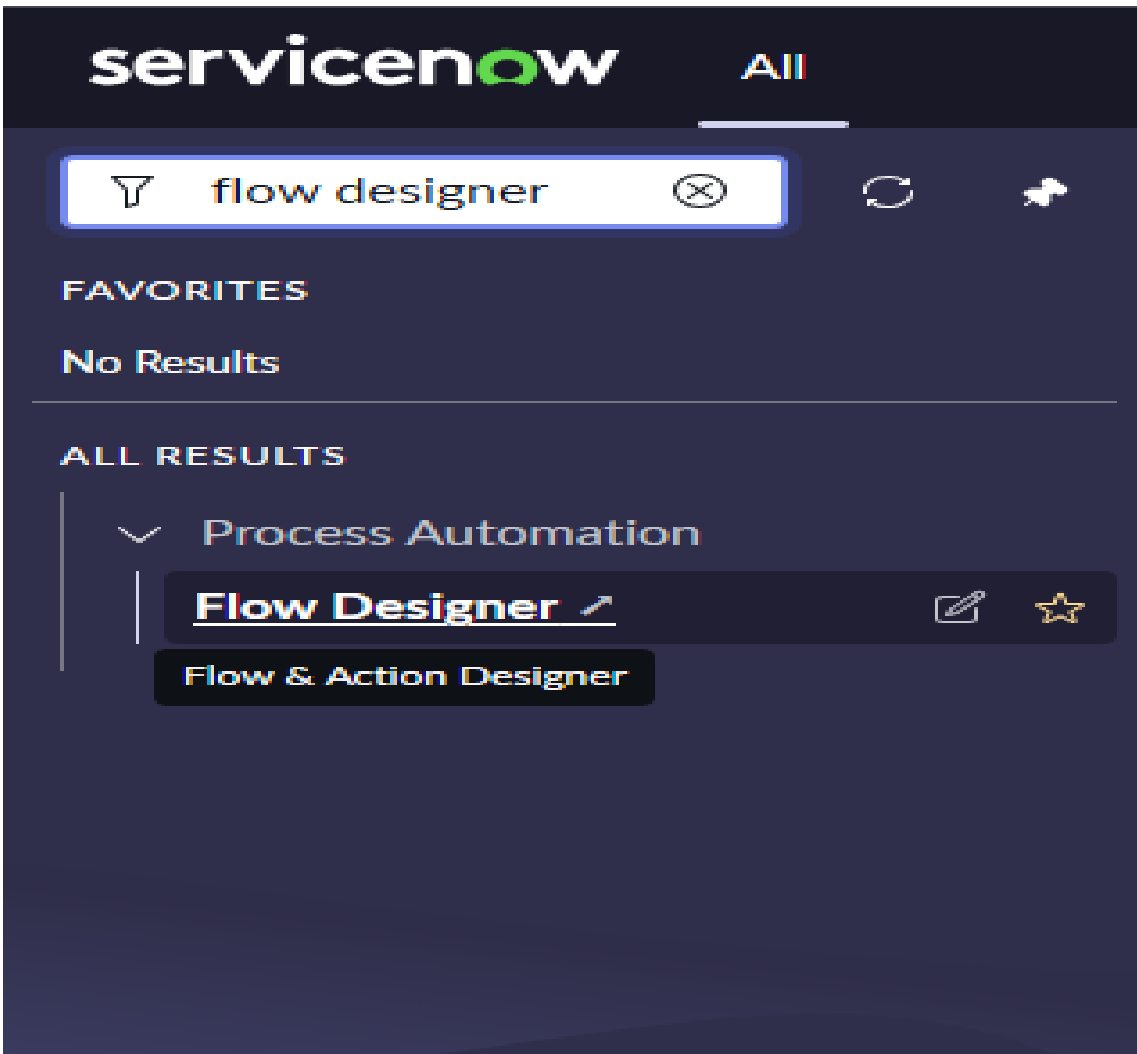 servicenow All
flow designer
FAVORITES
No Results
ALL RESULTS
Process Automation
Flow Designer
Flow & Action Designer